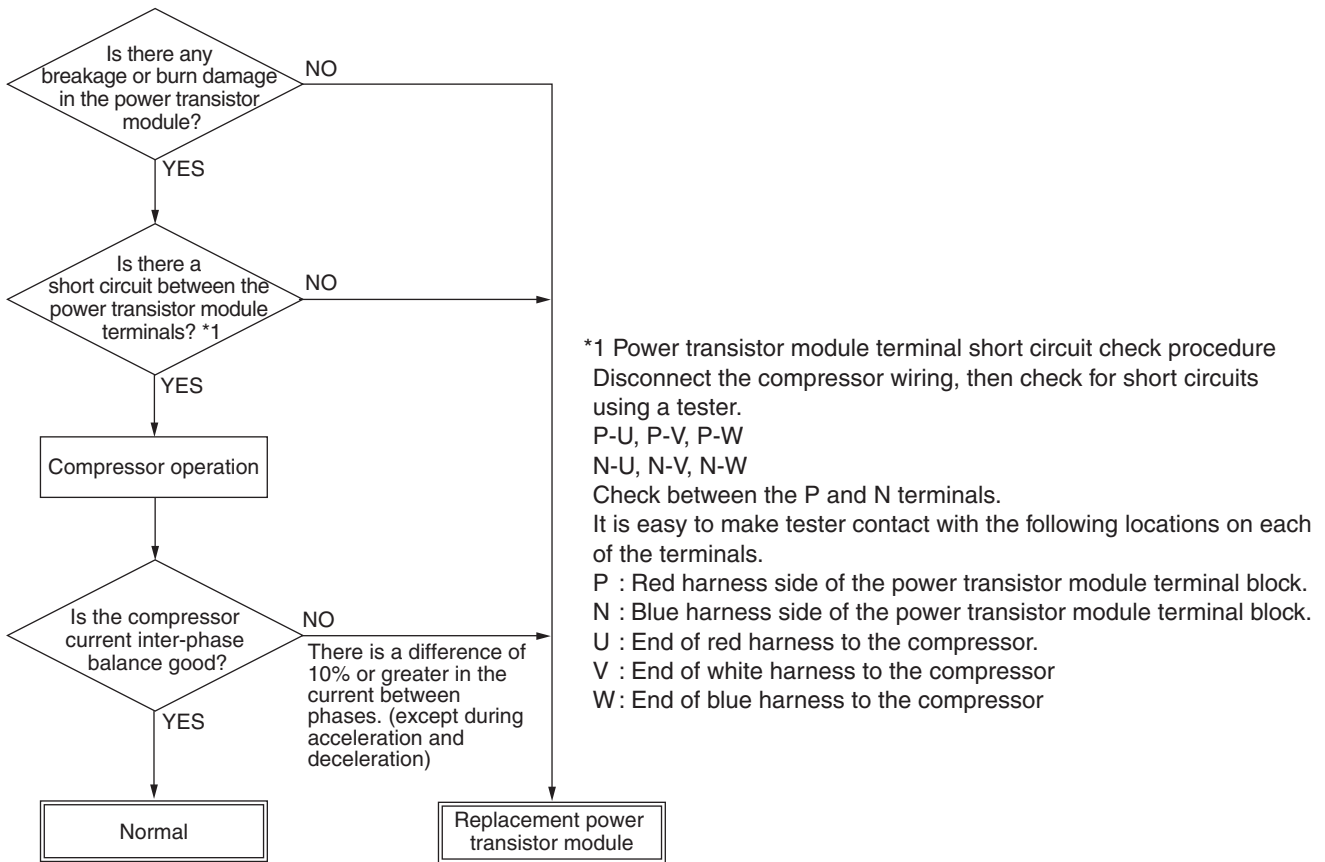 Is there any
breakage or burn damage
in the power transistor
module?
NO
YES
Is there a
short circuit between the
power transistor module
terminals? *1
NO
YES
Compressor operation
Is the compressor
current inter-phase
balance good?
NO
There is a difference of
10% or greater in the
current between
phases. (except during
acceleration and
deceleration)
YES
Normal
Replacement power
transistor module
*1 Power transistor module terminal short circuit check procedure
Disconnect the compressor wiring, then check for short circuits
using a tester.
P-U, P-V, P-W
N-U, N-V, N-W
Check between the P and N terminals.
It is easy to make tester contact with the following locations on each
of the terminals.
P : Red harness side of the power transistor module terminal block.
N : Blue harness side of the power transistor module terminal block.
U : End of red harness to the compressor.
V : End of white harness to the compressor
W : End of blue harness to the compressor